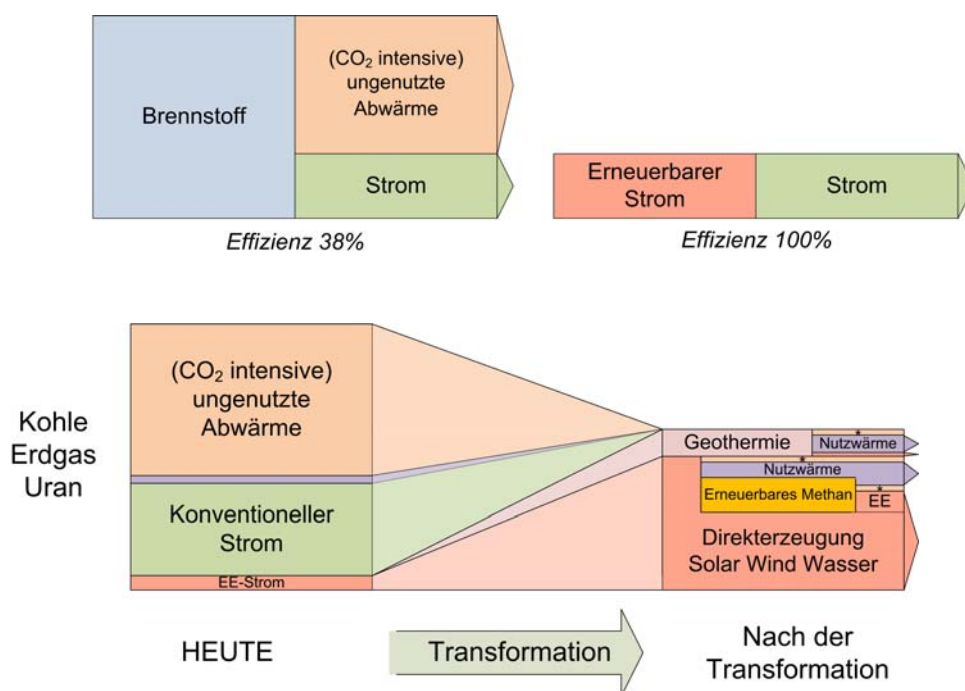 Brennstoff
(CO₂ intensive)
ungenutzte
Abwärme
Strom
Effizienz 38%
Erneuerbarer
Strom
Strom
Effizienz 100%
Kohle
Erdgas
Uran
(CO₂ intensive)
ungenutzte
Abwärme
Konventioneller
Strom
EE-Strom
Geothermie
*
Nutzwärme
*
Nutzwärme
Erneuerbares Methan
*
EE
Direkterzeugung
Solar Wind Wasser
HEUTE
Transformation
Nach der
Transformation